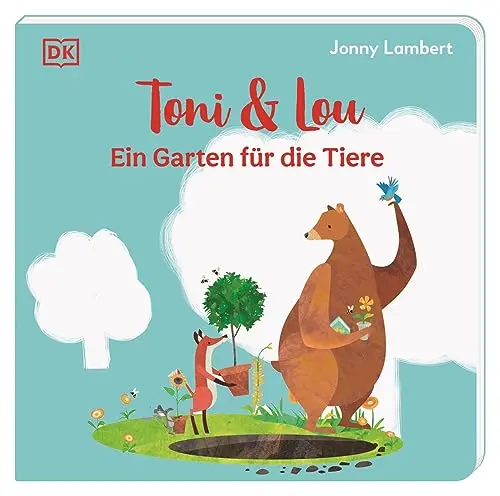 DK
Jonny Lambert
Toni & Lou
Ein Garten für die Tiere